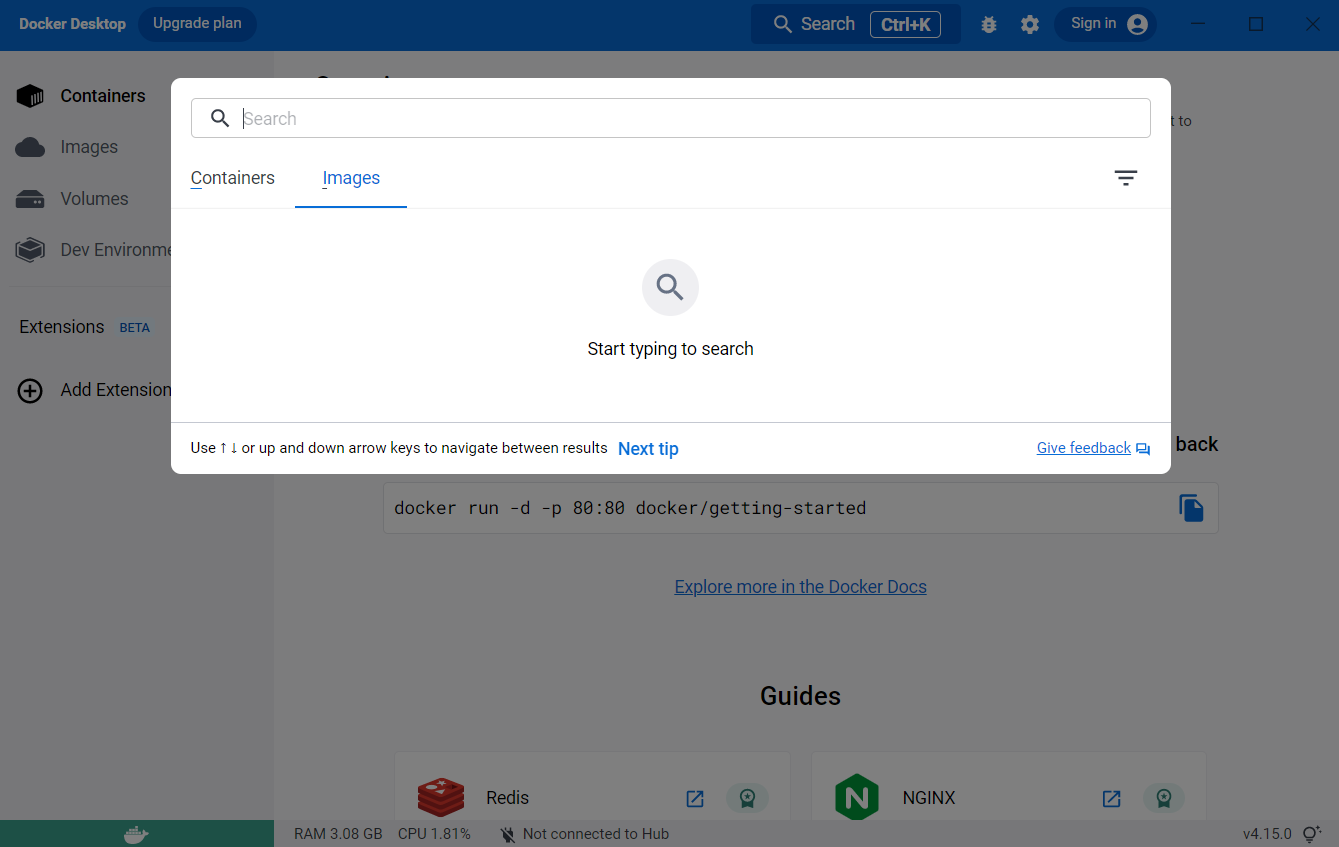 Docker Desktop
Upgrade plan
Search
Ctrl+K
Sign in
Containers
Images
Volumes
Dev Environme
Extensions BETA
Add Extension
t to
Search
Containers
Images
Start typing to search
Use ↑ ↓ or up and down arrow keys to navigate between results Next tip
Give feedback
back
docker run -d -p 80:80 docker/getting-started
Explore more in the Docker Docs
Guides
Redis
NGINX
RAM 3.08 GB CPU 1.81% Not connected to Hub
v4.15.0